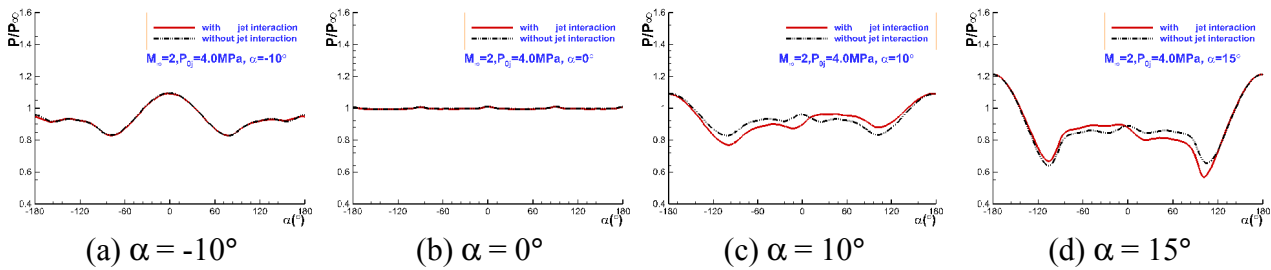 P/P∞
1.6
1.4
1.2
1
0.8
0.6
0.4
-180 -120 -60 0 60 120 180
α(°)
with jet interaction
without jet interaction
M∞=2,P0j=4.0MPa, α=-10°
(a) α = -10°
P/P∞
1.6
1.4
1.2
1
0.8
0.6
0.4
-180 -120 -60 0 60 120 180
α(°)
with jet interaction
without jet interaction
M∞=2,P0j=4.0MPa, α=0°
(b) α = 0°
P/P∞
1.6
1.4
1.2
1
0.8
0.6
0.4
-180 -120 -60 0 60 120 180
α(°)
with jet interaction
without jet interaction
M∞=2,P0j=4.0MPa, α=10°
(c) α = 10°
P/P∞
1.6
1.4
1.2
1
0.8
0.6
0.4
-180 -120 -60 0 60 120 180
α(°)
with jet interaction
without jet interaction
M∞=2,P0j=4.0MPa, α=15°
(d) α = 15°